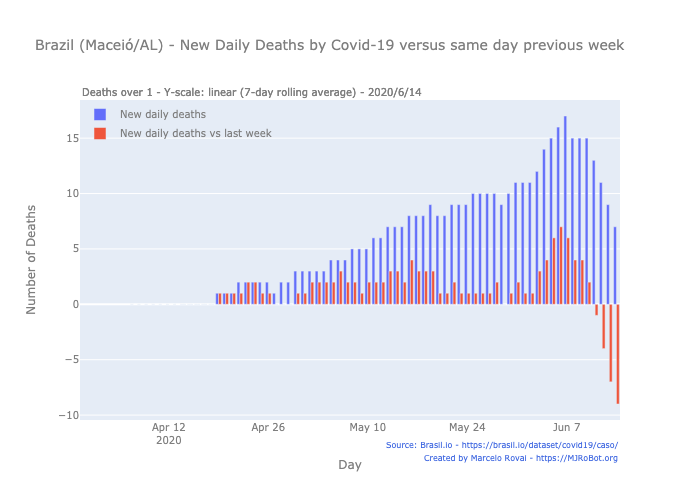 Brazil (Maceió/AL) - New Daily Deaths by Covid-19 versus same day previous week
Deaths over 1 - Y-scale: linear (7-day rolling average) - 2020/6/14
New daily deaths
New daily deaths vs last week
15
10
5
0
−5
−10
Number of Deaths
Apr 12 Apr 26 May 10 May 24 Jun 7
2020
Day
Source: Brasil.io - https://brasil.io/dataset/covid19/caso/
Created by Marcelo Rovai - https://MJRoBot.org